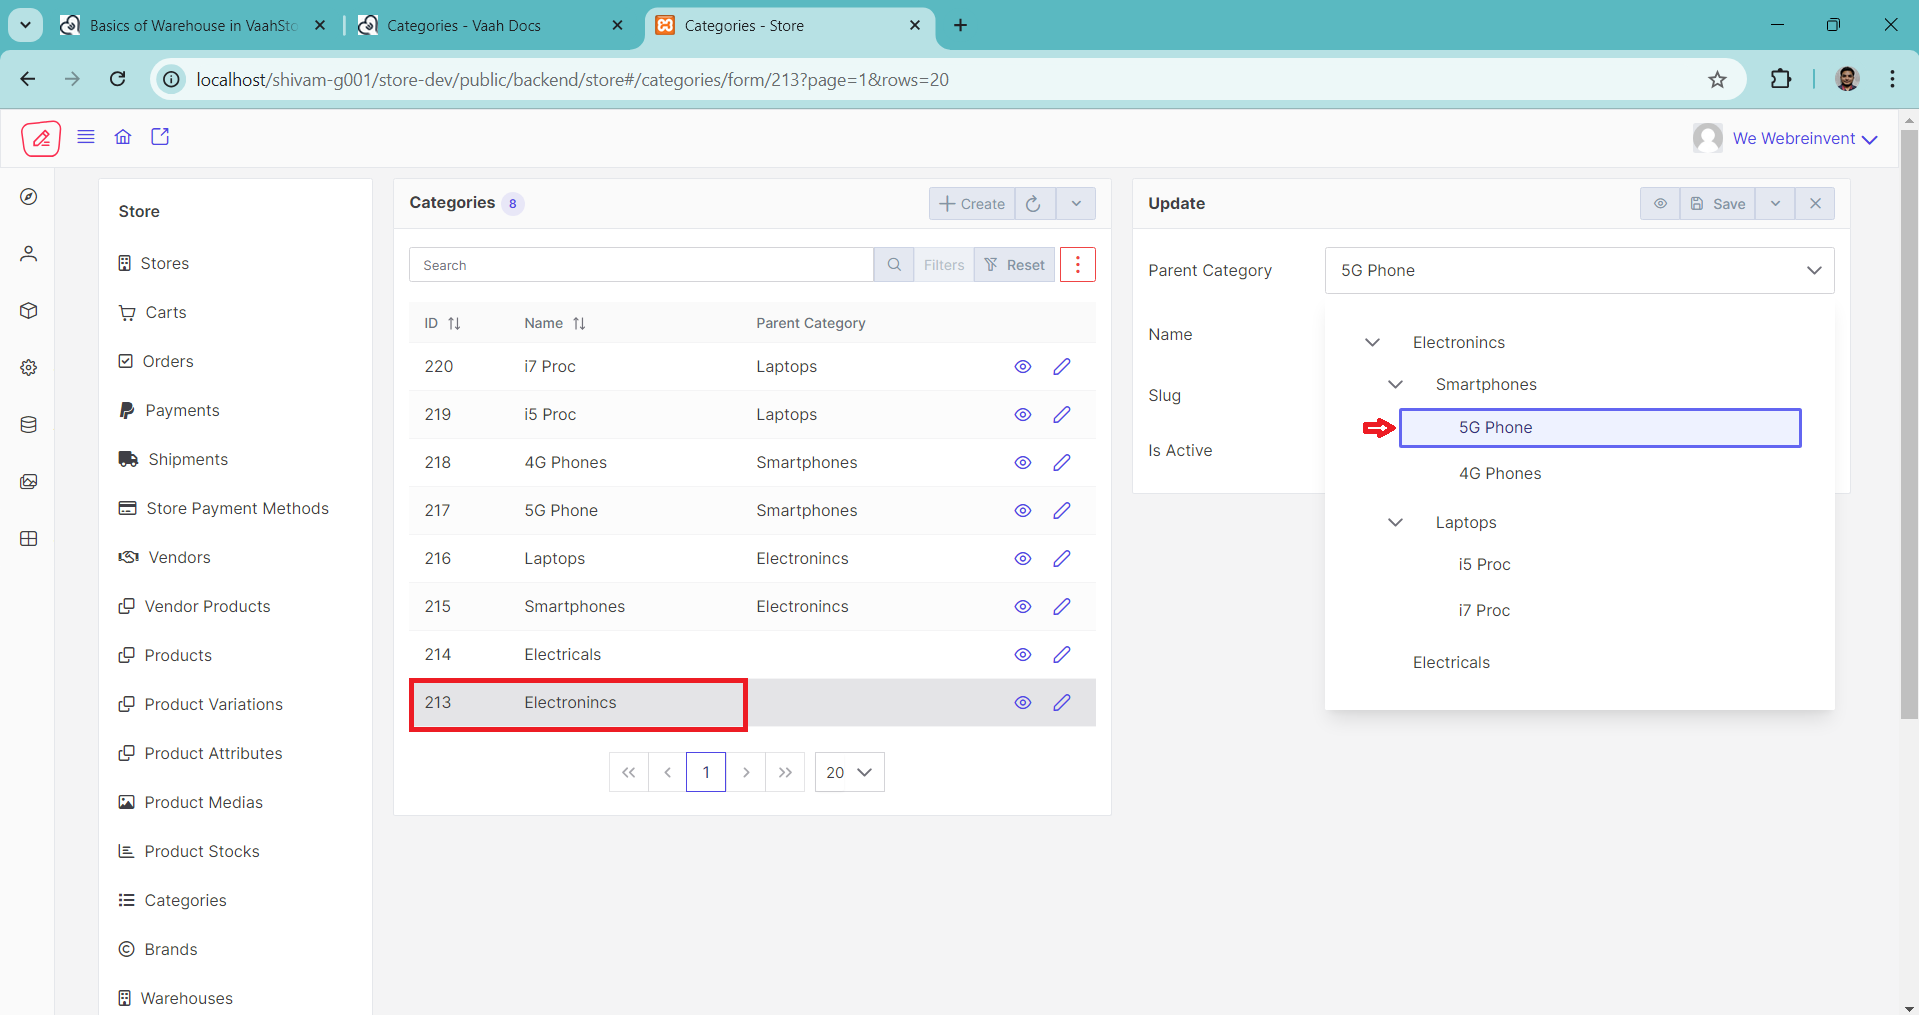 Basics of Warehouse in VaahSto
Categories - Vaah Docs
Categories - Store
localhost/shivam-g001/store-dev/public/backend/store#/categories/form/213?page=1&rows=20
We Webreinvent
Store
Stores
Carts
Orders
Payments
Shipments
Store Payment Methods
Vendors
Vendor Products
Products
Product Variations
Product Attributes
Product Medias
Product Stocks
Categories
Brands
Warehouses
Categories 8
Create
Search
Filters
Reset
ID Name Parent Category
220 i7 Proc Laptops
219 i5 Proc Laptops
218 4G Phones Smartphones
217 5G Phone Smartphones
216 Laptops Electronincs
215 Smartphones Electronincs
214 Electricals
213 Electronincs
1
20
Update
Save
Parent Category
5G Phone
Name
Slug
Is Active
Electronincs
Smartphones
5G Phone
4G Phones
Laptops
i5 Proc
i7 Proc
Electricals